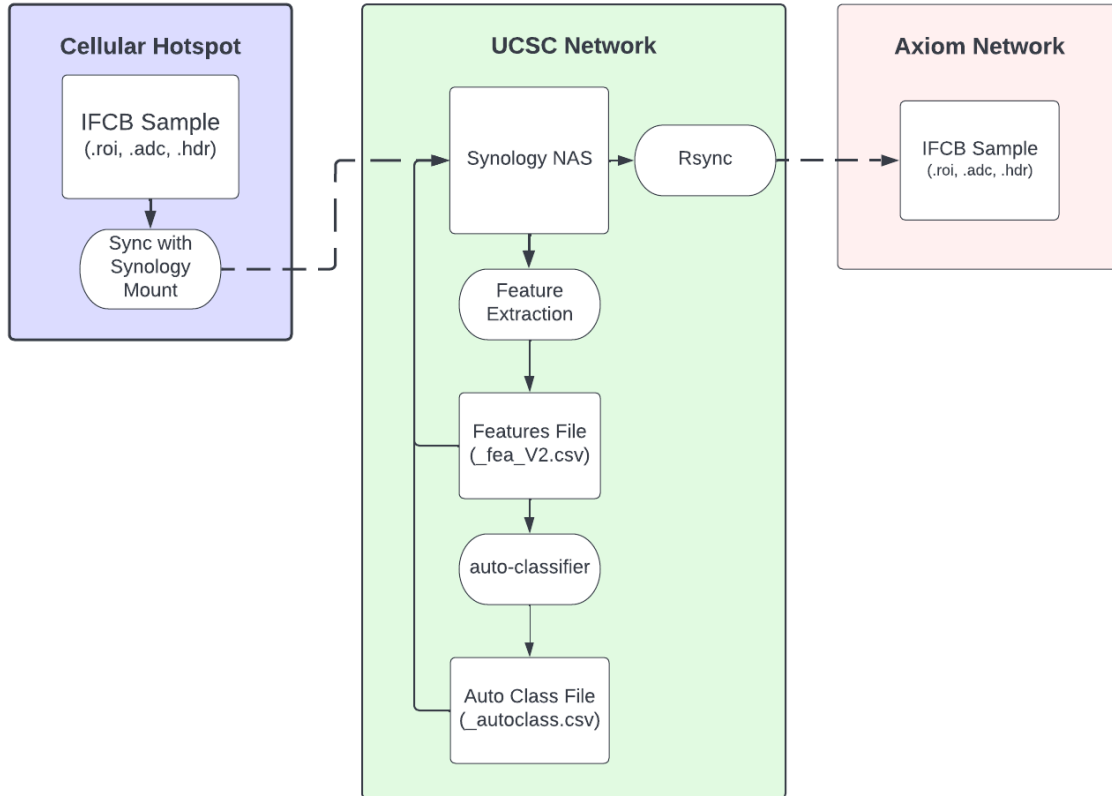 Cellular Hotspot
IFCB Sample
(.roi, .adc, .hdr)
Sync with
Synology
Mount
UCSC Network
Synology NAS
Rsync
Feature
Extraction
Features File
(_fea_V2.csv)
auto-classifier
Auto Class File
(_autoclass.csv)
Axiom Network
IFCB Sample
(.roi, .adc, .hdr)